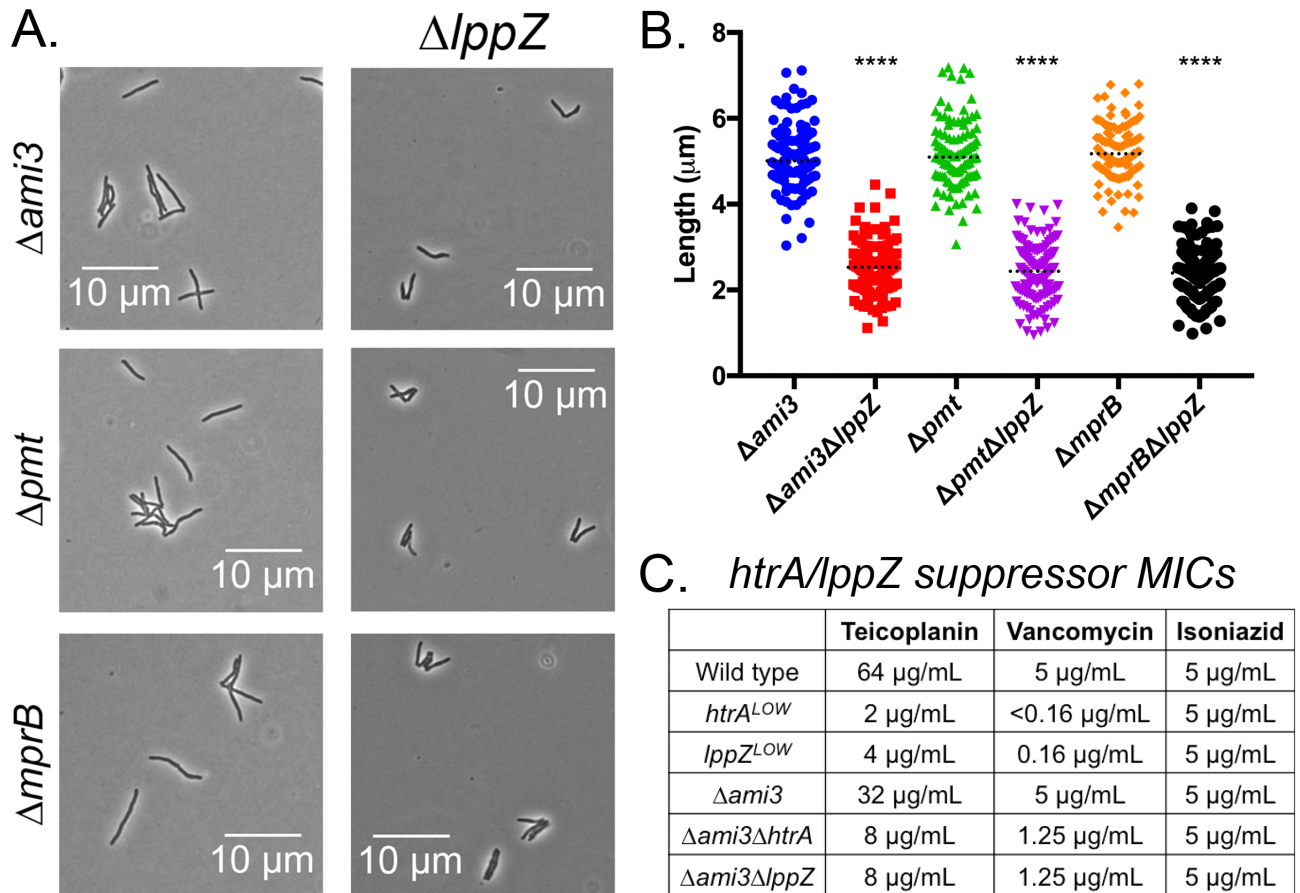 A.
ΔlppZ
Δami3
10 µm
10 µm
Δpmt
10 µm
10 µm
ΔmprB
10 µm
10 µm
B.
Length (µm)
8
6
4
2
0
****
****
****
Δami3
Δami3ΔlppZ
Δpmt
ΔpmtΔlppZ
ΔmprB
ΔmprBΔlppZ
C. htrA/lppZ suppressor MICs
Teicoplanin Vancomycin Isoniazid
Wild type 64 µg/mL 5 µg/mL 5 µg/mL
htrA^LOW 2 µg/mL <0.16 µg/mL 5 µg/mL
lppZ^LOW 4 µg/mL 0.16 µg/mL 5 µg/mL
Δami3 32 µg/mL 5 µg/mL 5 µg/mL
Δami3ΔhtrA 8 µg/mL 1.25 µg/mL 5 µg/mL
Δami3ΔlppZ 8 µg/mL 1.25 µg/mL 5 µg/mL